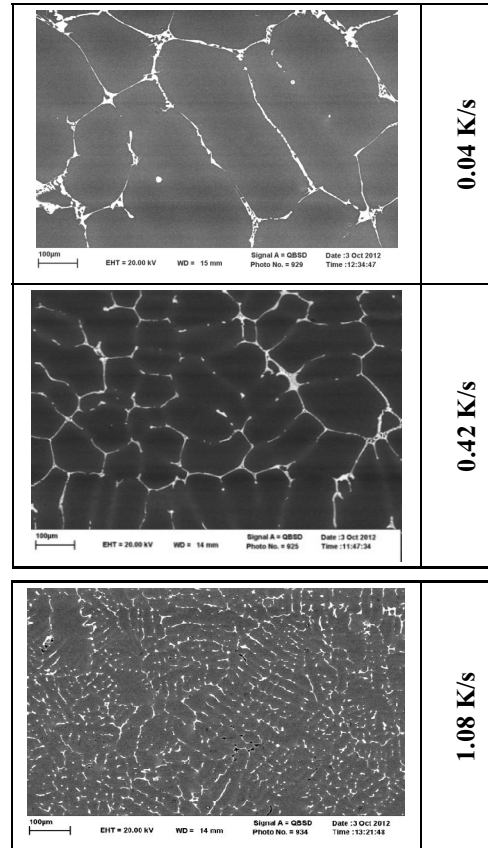 0.04 K/s
100µm
EHT = 20.00 kV WD = 15 mm
Signal A = QBSD Date :3 Oct 2012
Photo No. = 929 Time :12:34:47
0.42 K/s
100µm
EHT = 20.00 kV WD = 14 mm
Signal A = QBSD Date :3 Oct 2012
Photo No. = 925 Time :11:47:34
1.08 K/s
100µm
EHT = 20.00 kV WD = 14 mm
Signal A = QBSD Date :3 Oct 2012
Photo No. = 934 Time :13:21:48